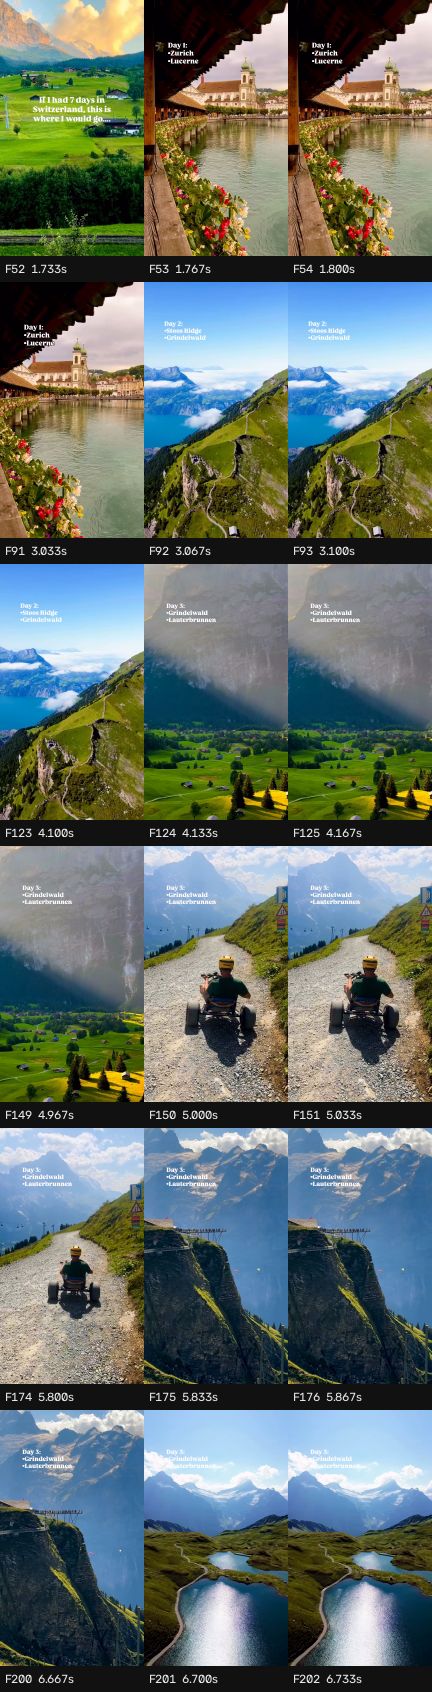 If I had 7 days in
Switzerland, this is
where I would go....
Day 1:
•Zurich
•Lucerne
Day 1:
•Zurich
•Lucerne
F52 1.733s
F53 1.767s
F54 1.800s
Day 1:
•Zurich
•Lucerne
Day 2:
•Stoos Ridge
•Grindelwald
Day 2:
•Stoos Ridge
•Grindelwald
F91 3.033s
F92 3.067s
F93 3.100s
Day 2:
•Stoos Ridge
•Grindelwald
Day 3:
•Grindelwald
•Lauterbrunnen
Day 3:
•Grindelwald
•Lauterbrunnen
F123 4.100s
F124 4.133s
F125 4.167s
Day 3:
•Grindelwald
•Lauterbrunnen
Day 3:
•Grindelwald
•Lauterbrunnen
Day 3:
•Grindelwald
•Lauterbrunnen
F149 4.967s
F150 5.000s
F151 5.033s
Day 3:
•Grindelwald
•Lauterbrunnen
Day 3:
•Grindelwald
•Lauterbrunnen
Day 3:
•Grindelwald
•Lauterbrunnen
F174 5.800s
F175 5.833s
F176 5.867s
Day 3:
•Grindelwald
•Lauterbrunnen
Day 3:
•Grindelwald
•Lauterbrunnen
Day 3:
•Grindelwald
•Lauterbrunnen
F200 6.667s
F201 6.700s
F202 6.733s